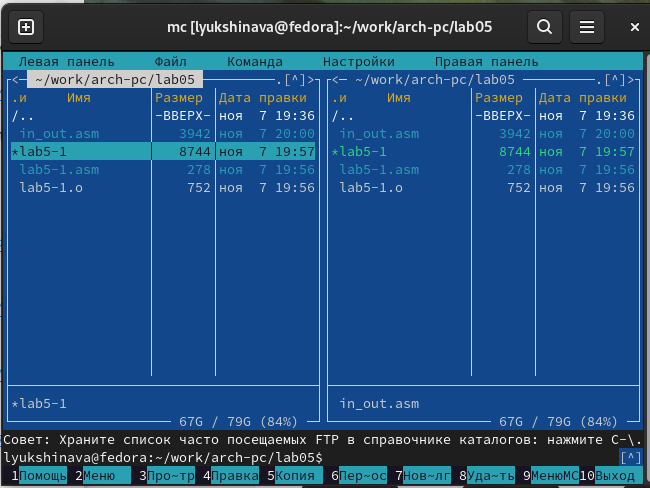 mc [lyukshinava@fedora]:~/work/arch-pc/lab05
Левая панель Файл Команда Настройки Правая панель
<— ~/work/arch-pc/lab05 .[^]> <— ~/work/arch-pc/lab05 .[^]>
.и Имя Размер Дата правки .и Имя Размер Дата правки
/.. -ВВЕРХ- ноя 7 19:36 /.. -ВВЕРХ- ноя 7 19:36
in_out.asm 3942 ноя 7 20:00 in_out.asm 3942 ноя 7 20:00
*lab5-1 8744 ноя 7 19:57 *lab5-1 8744 ноя 7 19:57
lab5-1.asm 278 ноя 7 19:56 lab5-1.asm 278 ноя 7 19:56
lab5-1.o 752 ноя 7 19:56 lab5-1.o 752 ноя 7 19:56
*lab5-1 in_out.asm
67G / 79G (84%) 67G / 79G (84%)
Совет: Храните список часто посещаемых FTP в справочнике каталогов: нажмите C-\.
lyukshinava@fedora:~/work/arch-pc/lab05$ [^]
1Помощь 2Меню 3Про~тр 4Правка 5Копия 6Пер~ос 7Нов~лг 8Уда~ть 9МенюMC 10Выход